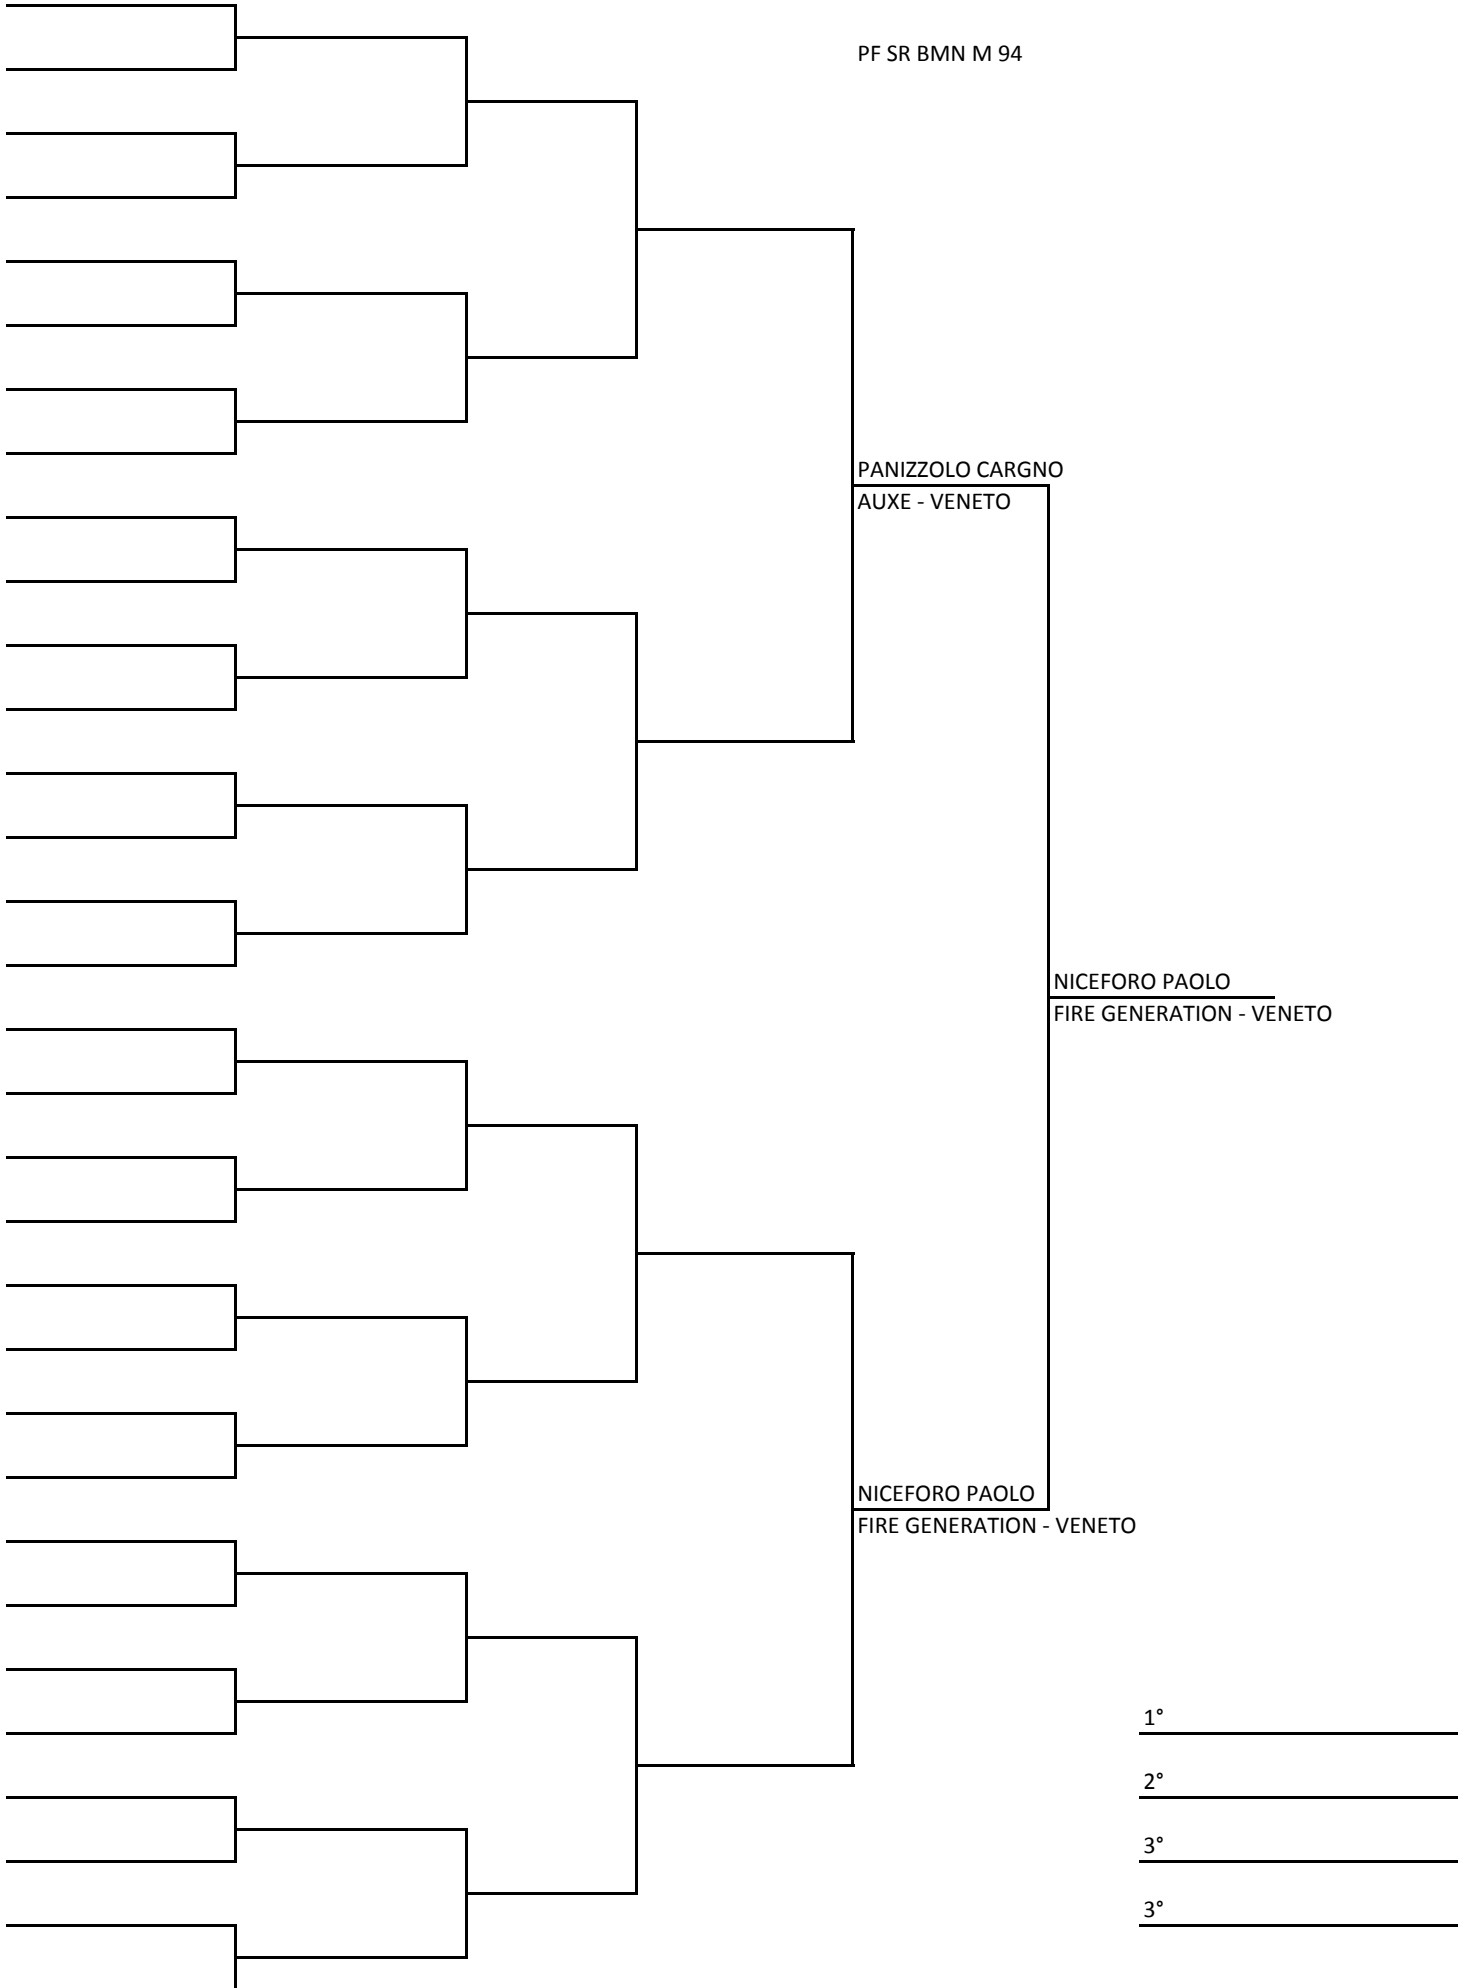 PF SR BMN M 94
PANIZZOLO CARGNO
AUXE - VENETO
NICEFORO PAOLO
FIRE GENERATION - VENETO
NICEFORO PAOLO
FIRE GENERATION - VENETO
1°
2°
3°
3°